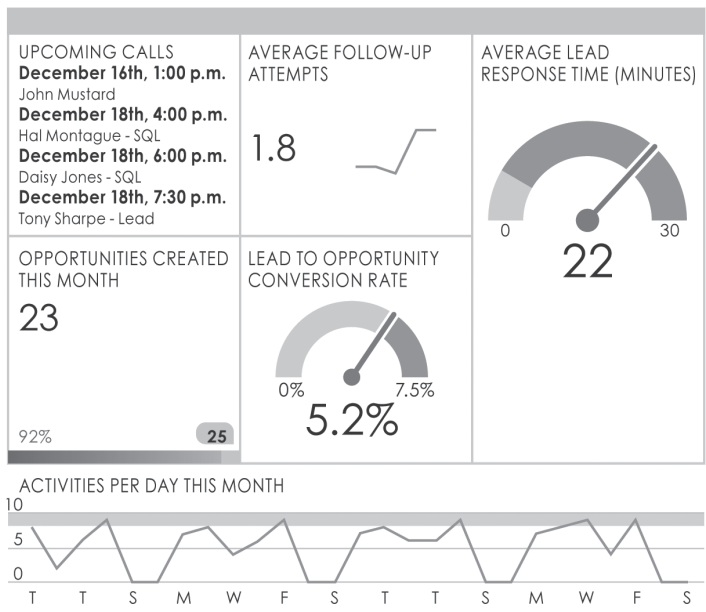 UPCOMING CALLS
December 16th, 1:00 p.m.
John Mustard
December 18th, 4:00 p.m.
Hal Montague - SQL
December 18th, 6:00 p.m.
Daisy Jones - SQL
December 18th, 7:30 p.m.
Tony Sharpe - Lead
AVERAGE FOLLOW-UP
ATTEMPTS
1.8
AVERAGE LEAD
RESPONSE TIME (MINUTES)
0
30
22
OPPORTUNITIES CREATED
THIS MONTH
23
92%
25
LEAD TO OPPORTUNITY
CONVERSION RATE
0%
7.5%
5.2%
ACTIVITIES PER DAY THIS MONTH
10
5
0
T T S M W F S T T S M W F S